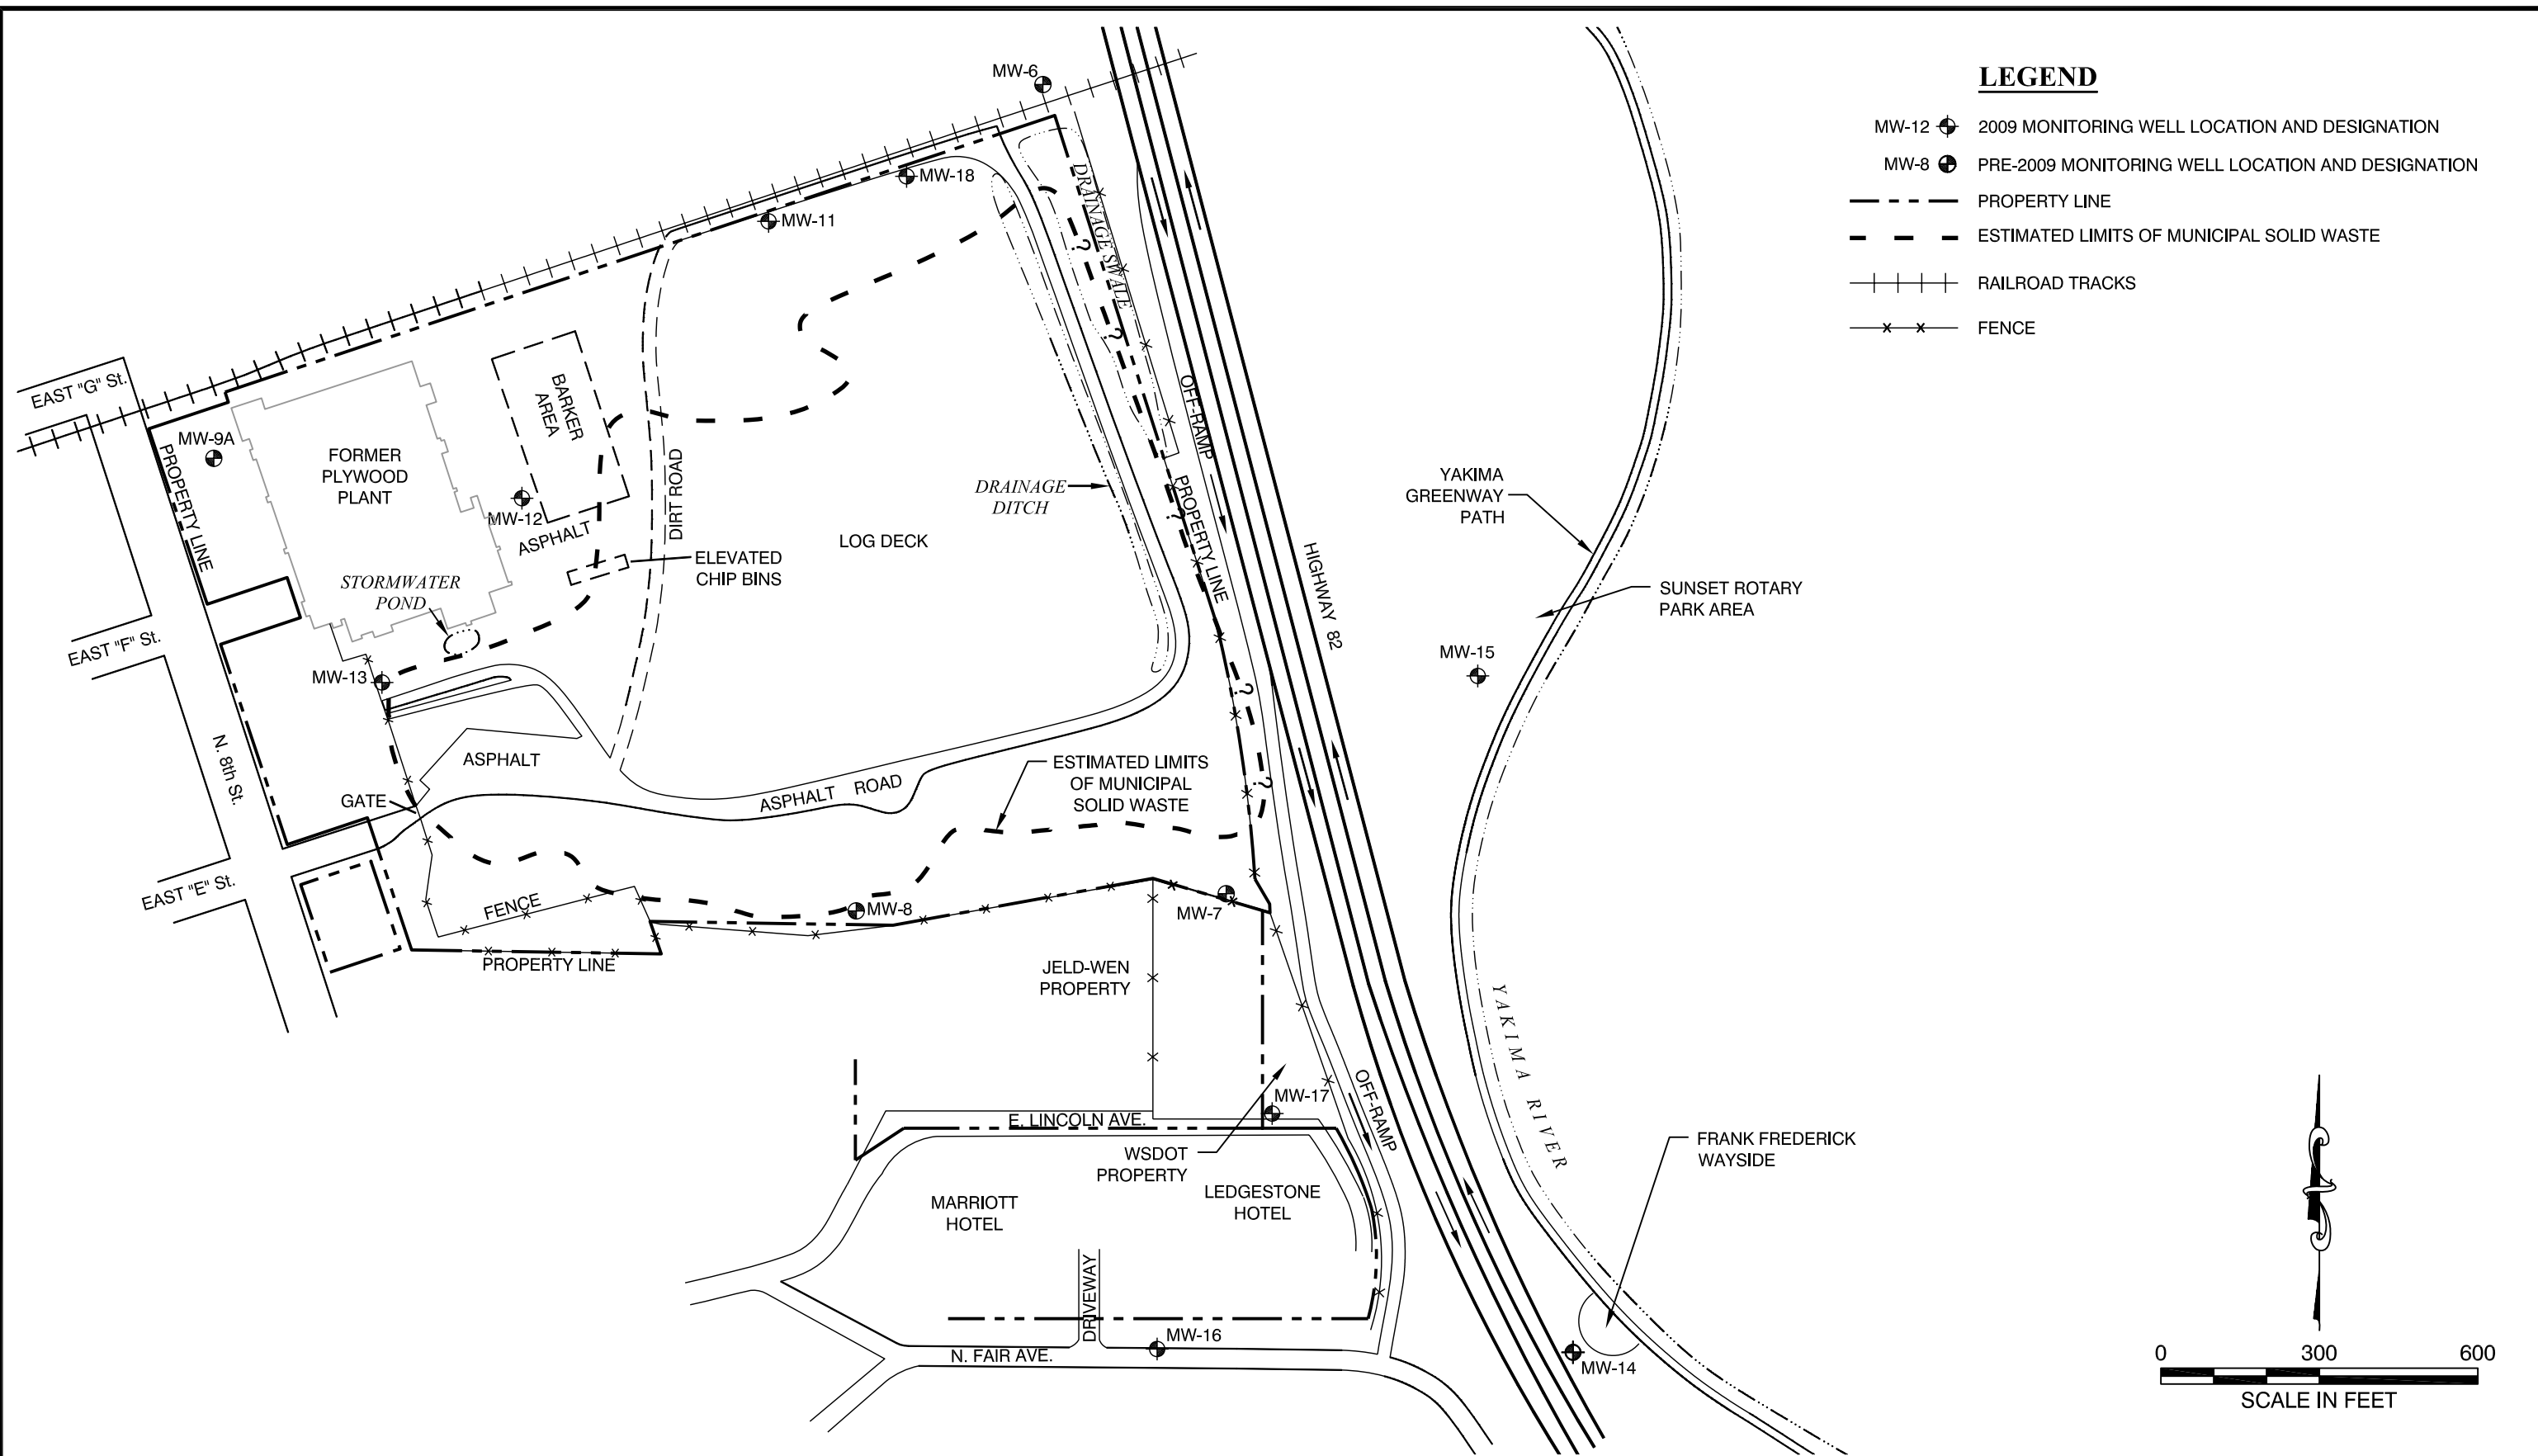 LEGEND
MW-12 2009 MONITORING WELL LOCATION AND DESIGNATION
MW-8 PRE-2009 MONITORING WELL LOCATION AND DESIGNATION
PROPERTY LINE
ESTIMATED LIMITS OF MUNICIPAL SOLID WASTE
RAILROAD TRACKS
FENCE
MW-6
MW-18
MW-11
DRAINAGE SWALE
?
?
EAST "G" St.
MW-9A
PROPERTY LINE
FORMER
PLYWOOD
PLANT
BARKER
AREA
MW-12
ASPHALT
DIRT ROAD
ELEVATED
CHIP BINS
LOG DECK
DRAINAGE
DITCH
OFF-RAMP
PROPERTY LINE
?
HIGHWAY 82
YAKIMA
GREENWAY
PATH
SUNSET ROTARY
PARK AREA
STORMWATER
POND
EAST "F" St.
MW-13
MW-15
?
?
N. 8th St.
ASPHALT
GATE
ASPHALT ROAD
ESTIMATED LIMITS
OF MUNICIPAL
SOLID WASTE
EAST "E" St.
FENCE
MW-8
MW-7
PROPERTY LINE
JELD-WEN
PROPERTY
YAKIMA RIVER
MW-17
OFF-RAMP
E. LINCOLN AVE.
WSDOT
PROPERTY
FRANK FREDERICK
WAYSIDE
MARRIOTT
HOTEL
LEDGESTONE
HOTEL
DRIVEWAY
MW-16
N. FAIR AVE.
MW-14
0 300 600
SCALE IN FEET